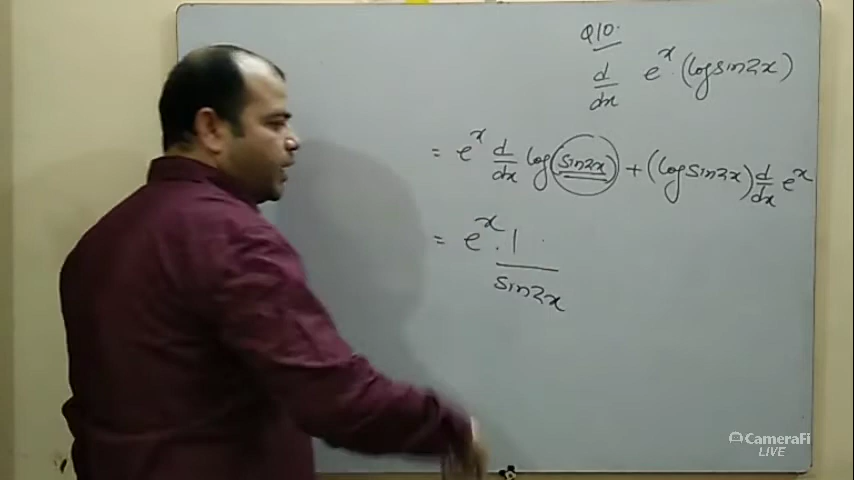 Q10.
d/dx e^x.(log sin2x)
= e^x d/dx log(sin2x) + (log sin2x) d/dx e^x
= e^x . 1/sin2x
CameraFi
LIVE